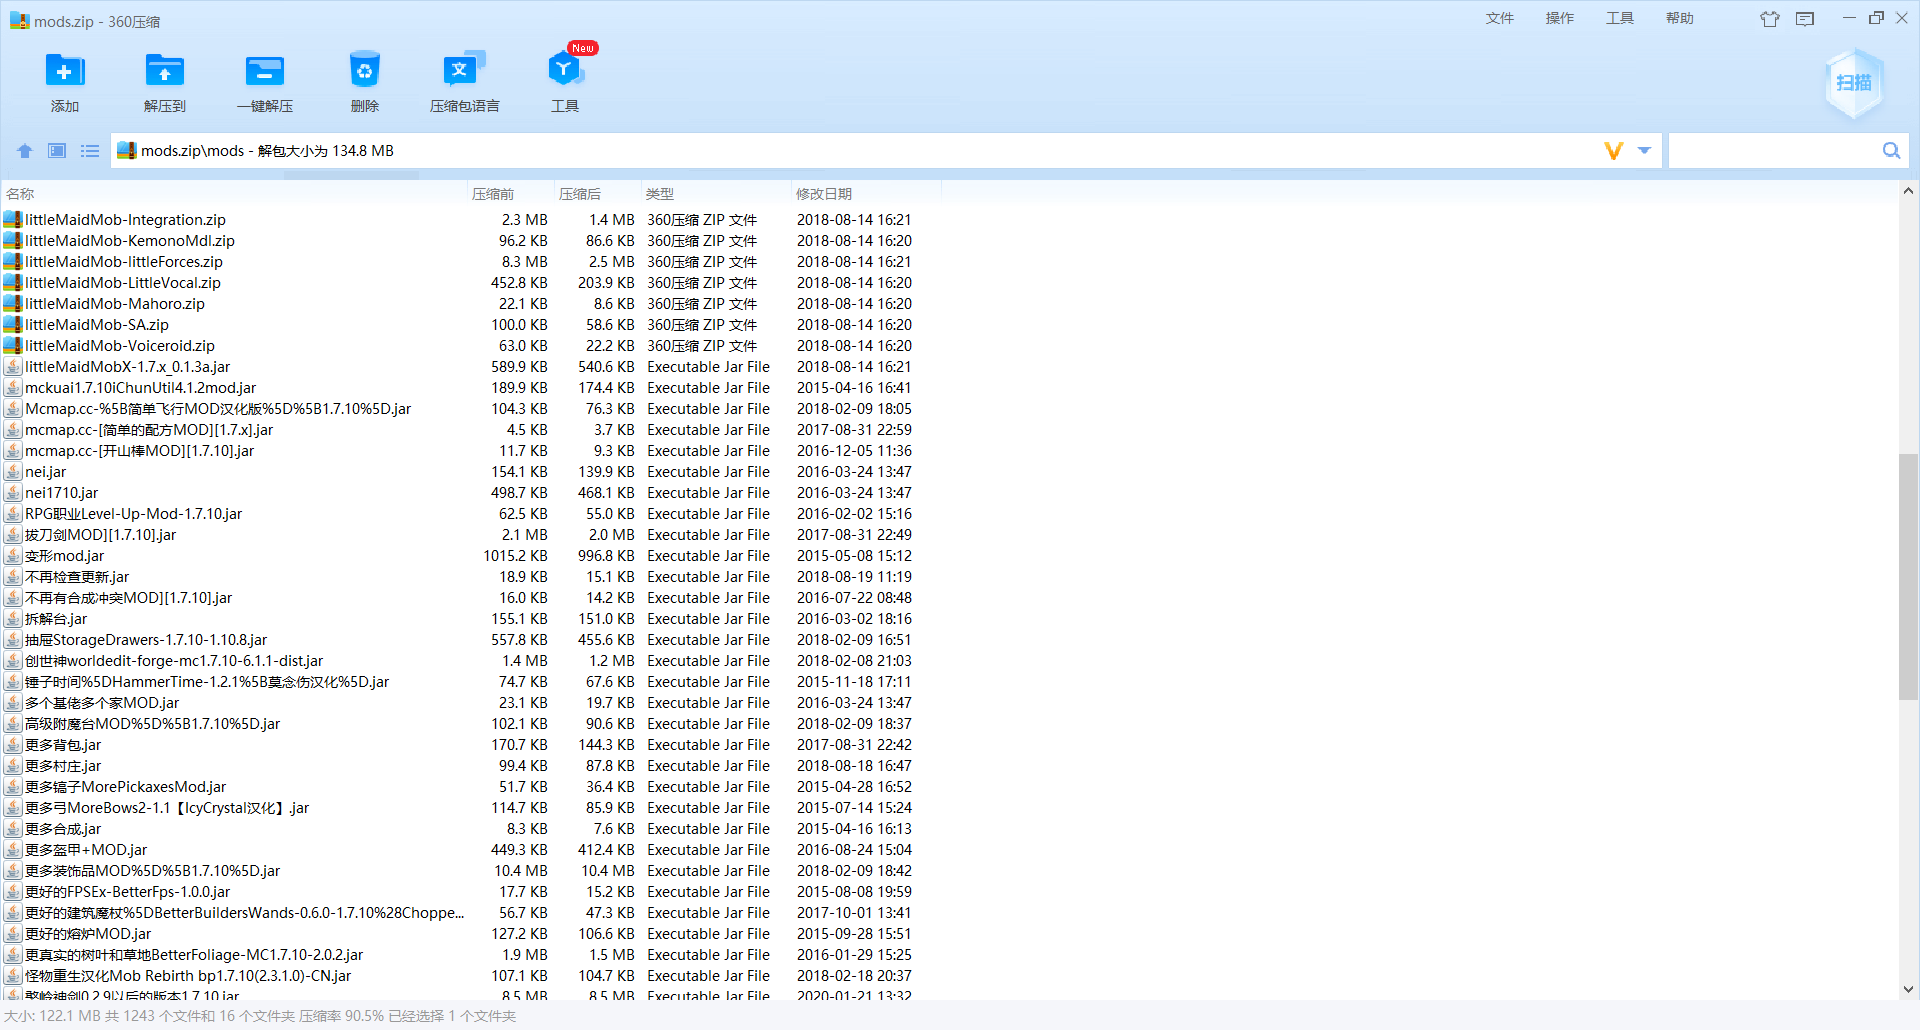 mods.zip - 360压缩
文件 操作 工具 帮助
New
添加 解压到 一键解压 删除 压缩包语言 工具
扫描
mods.zip\mods - 解包大小为 134.8 MB
名称 压缩前 压缩后 类型 修改日期
littleMaidMob-Integration.zip 2.3 MB 1.4 MB 360压缩 ZIP 文件 2018-08-14 16:21
littleMaidMob-KemonoMdl.zip 96.2 KB 86.6 KB 360压缩 ZIP 文件 2018-08-14 16:20
littleMaidMob-littleForces.zip 8.3 MB 2.5 MB 360压缩 ZIP 文件 2018-08-14 16:21
littleMaidMob-LittleVocal.zip 452.8 KB 203.9 KB 360压缩 ZIP 文件 2018-08-14 16:20
littleMaidMob-Mahoro.zip 22.1 KB 8.6 KB 360压缩 ZIP 文件 2018-08-14 16:20
littleMaidMob-SA.zip 100.0 KB 58.6 KB 360压缩 ZIP 文件 2018-08-14 16:20
littleMaidMob-Voiceroid.zip 63.0 KB 22.2 KB 360压缩 ZIP 文件 2018-08-14 16:20
littleMaidMobX-1.7.x_0.1.3a.jar 589.9 KB 540.6 KB Executable Jar File 2018-08-14 16:21
mckuai1.7.10iChunUtil4.1.2mod.jar 189.9 KB 174.4 KB Executable Jar File 2015-04-16 16:41
Mcmap.cc-%5B简单飞行MOD汉化版%5D%5B1.7.10%5D.jar 104.3 KB 76.3 KB Executable Jar File 2018-02-09 18:05
mcmap.cc-[简单的配方MOD][1.7.x].jar 4.5 KB 3.7 KB Executable Jar File 2017-08-31 22:59
mcmap.cc-[开山棒MOD][1.7.10].jar 11.7 KB 9.3 KB Executable Jar File 2016-12-05 11:36
nei.jar 154.1 KB 139.9 KB Executable Jar File 2016-03-24 13:47
nei1710.jar 498.7 KB 468.1 KB Executable Jar File 2016-03-24 13:47
RPG职业Level-Up-Mod-1.7.10.jar 62.5 KB 55.0 KB Executable Jar File 2016-02-02 15:16
拔刀剑MOD][1.7.10].jar 2.1 MB 2.0 MB Executable Jar File 2017-08-31 22:49
变形mod.jar 1015.2 KB 996.8 KB Executable Jar File 2015-05-08 15:12
不再检查更新.jar 18.9 KB 15.1 KB Executable Jar File 2018-08-19 11:19
不再有合成冲突MOD][1.7.10].jar 16.0 KB 14.2 KB Executable Jar File 2016-07-22 08:48
拆解台.jar 155.1 KB 151.0 KB Executable Jar File 2016-03-02 18:16
抽屉StorageDrawers-1.7.10-1.10.8.jar 557.8 KB 455.6 KB Executable Jar File 2018-02-09 16:51
创世神worldedit-forge-mc1.7.10-6.1.1-dist.jar 1.4 MB 1.2 MB Executable Jar File 2018-02-08 21:03
锤子时间%5DHammerTime-1.2.1%5B莫念伤汉化%5D.jar 74.7 KB 67.6 KB Executable Jar File 2015-11-18 17:11
多个基佬多个家MOD.jar 23.1 KB 19.7 KB Executable Jar File 2016-03-24 13:47
高级附魔台MOD%5D%5B1.7.10%5D.jar 102.1 KB 90.6 KB Executable Jar File 2018-02-09 18:37
更多背包.jar 170.7 KB 144.3 KB Executable Jar File 2017-08-31 22:42
更多村庄.jar 99.4 KB 87.8 KB Executable Jar File 2018-08-18 16:47
更多镐子MorePickaxesMod.jar 51.7 KB 36.4 KB Executable Jar File 2015-04-28 16:52
更多弓MoreBows2-1.1【IcyCrystal汉化】.jar 114.7 KB 85.9 KB Executable Jar File 2015-07-14 15:24
更多合成.jar 8.3 KB 7.6 KB Executable Jar File 2015-04-16 16:13
更多盔甲+MOD.jar 449.3 KB 412.4 KB Executable Jar File 2016-08-24 15:04
更多装饰品MOD%5D%5B1.7.10%5D.jar 10.4 MB 10.4 MB Executable Jar File 2018-02-09 18:42
更好的FPSEx-BetterFps-1.0.0.jar 17.7 KB 15.2 KB Executable Jar File 2015-08-08 19:59
更好的建筑魔杖%5DBetterBuildersWands-0.6.0-1.7.10%28Choppe... 56.7 KB 47.3 KB Executable Jar File 2017-10-01 13:41
更好的熔炉MOD.jar 127.2 KB 106.6 KB Executable Jar File 2015-09-28 15:51
更真实的树叶和草地BetterFoliage-MC1.7.10-2.0.2.jar 1.9 MB 1.5 MB Executable Jar File 2016-01-29 15:25
怪物重生汉化Mob Rebirth bp1.7.10(2.3.1.0)-CN.jar 107.1 KB 104.7 KB Executable Jar File 2018-02-18 20:37
憨岭神剑0.2.9以后的版本1.7.10.jar 8.5 MB 8.5 MB Executable Jar File 2020-01-21 13:32
大小: 122.1 MB 共 1243 个文件和 16 个文件夹 压缩率 90.5% 已经选择 1 个文件夹